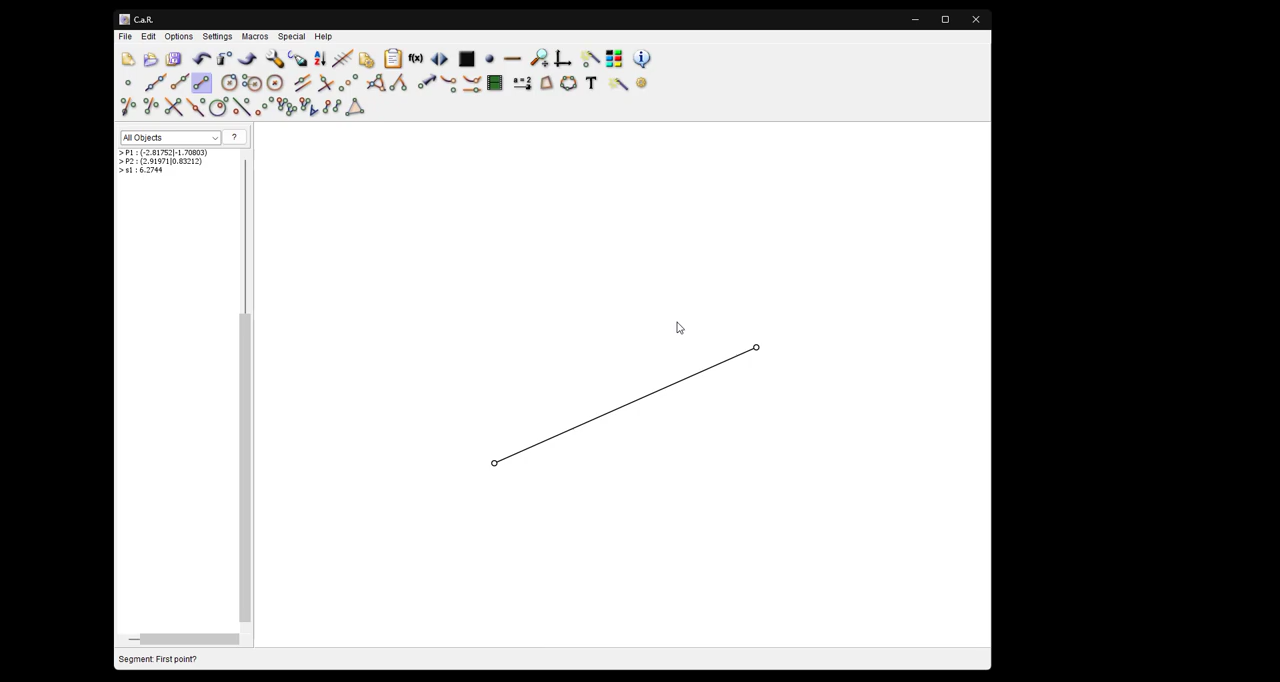 C.a.R.
File Edit Options Settings Macros Special Help
f(x)
a = 2 T
All Objects ?
> P1 : (-2.81752|-1.70803)
> P2 : (2.91971|0.83212)
> s1 : 6.2744
Segment: First point?